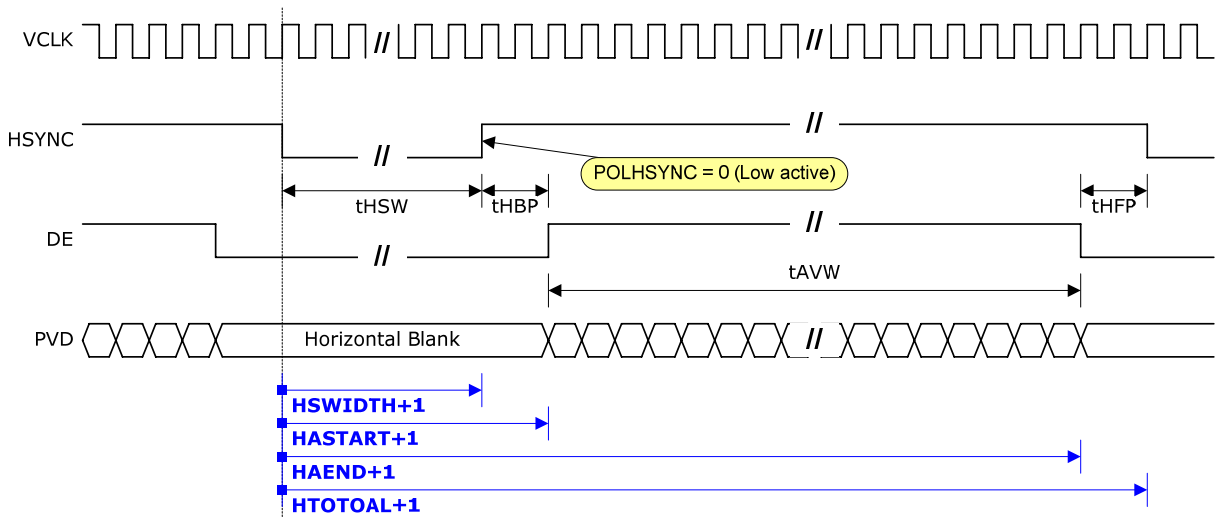 VCLK
//
//
HSYNC
//
//
POLHSYNC = 0 (Low active)
tHSW
tHBP
tHFP
DE
//
//
tAVW
PVD
Horizontal Blank
//
HSWIDTH+1
HASTART+1
HAEND+1
HTOTOAL+1